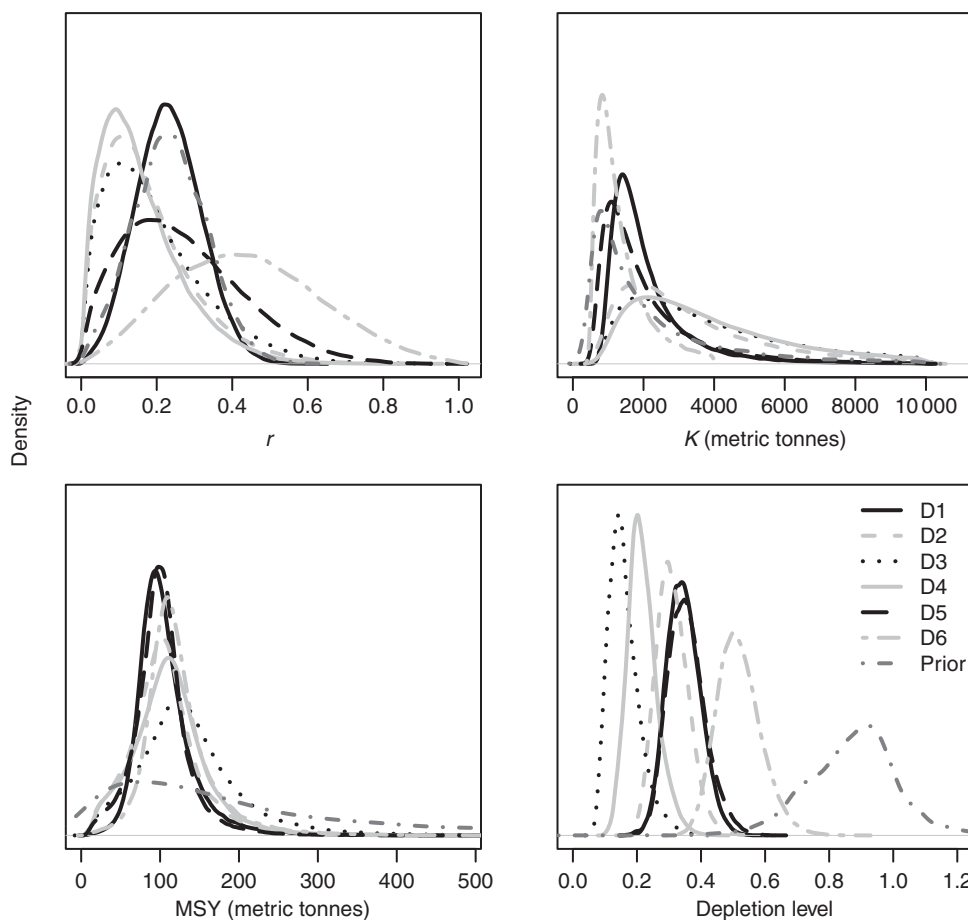 Density
0.0 0.2 0.4 0.6 0.8 1.0
r
0 2000 4000 6000 8000 10 000
K (metric tonnes)
D1
D2
D3
D4
D5
D6
Prior
0 100 200 300 400 500
MSY (metric tonnes)
0.0 0.2 0.4 0.6 0.8 1.0 1.2
Depletion level